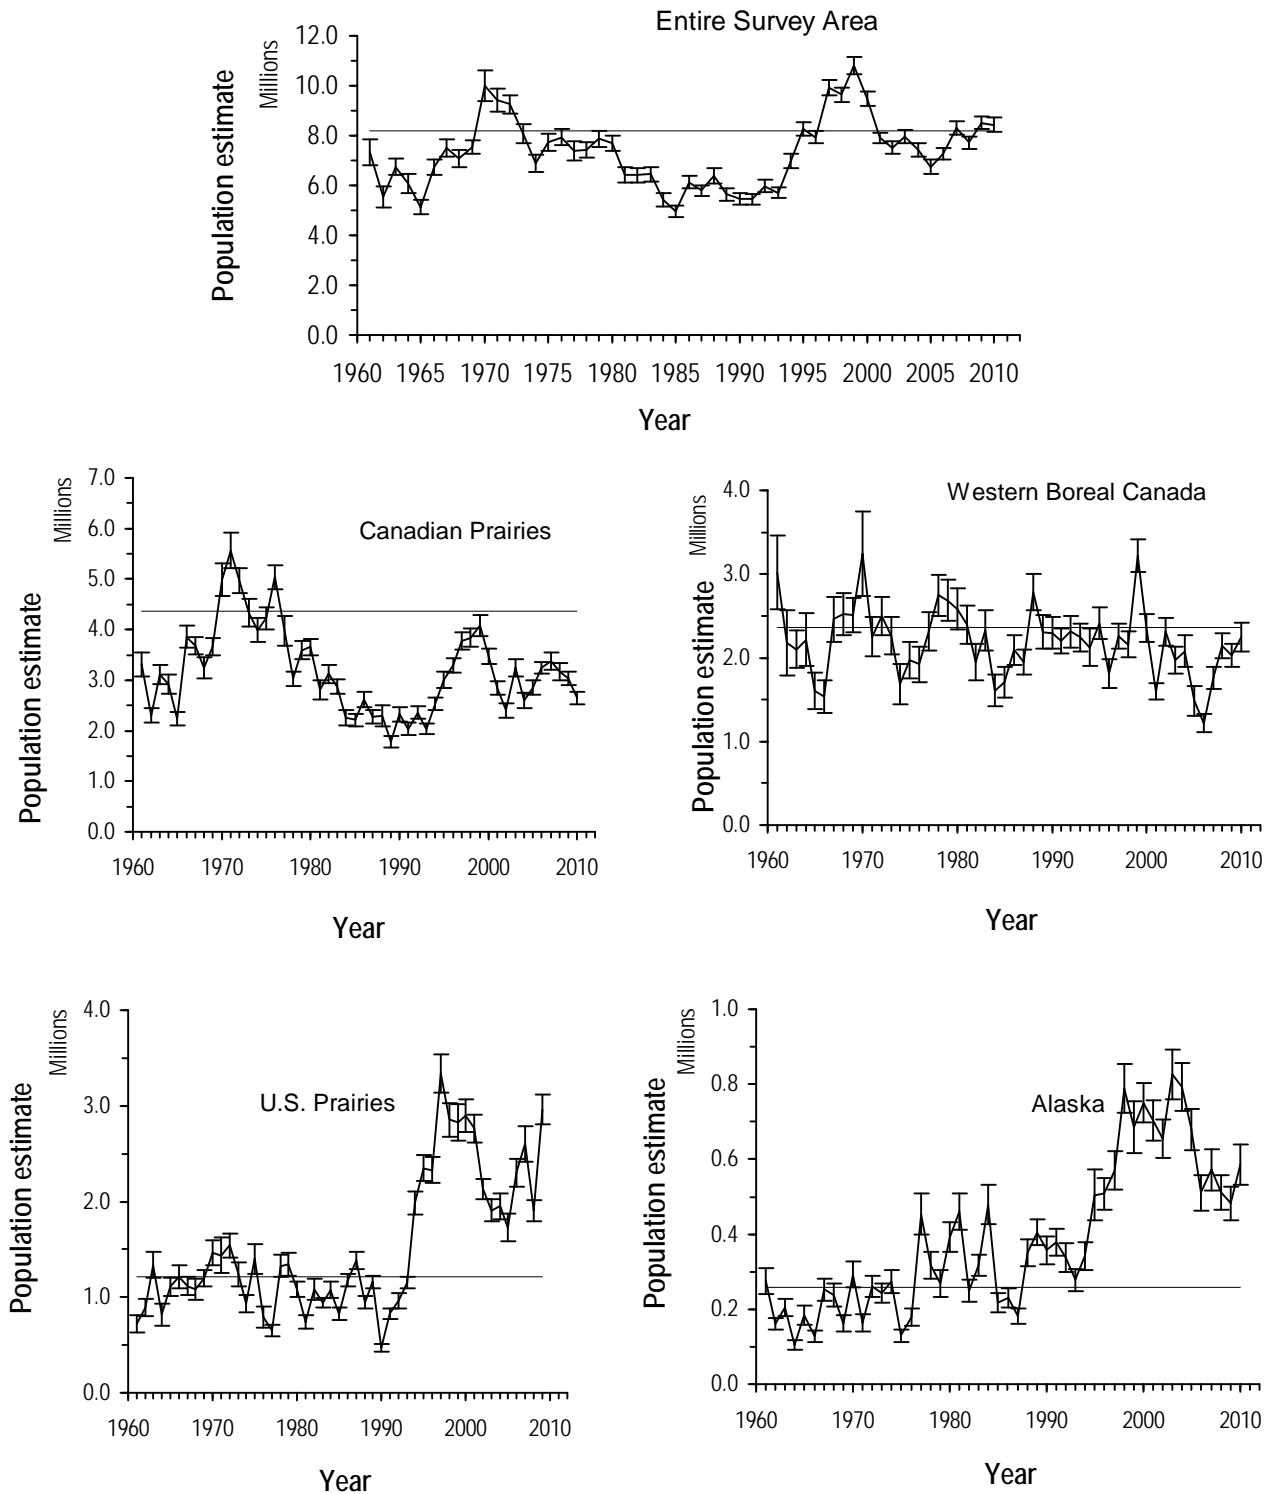 Entire Survey Area
Population estimate
Millions
12.0
10.0
8.0
6.0
4.0
2.0
0.0
1960 1965 1970 1975 1980 1985 1990 1995 2000 2005 2010
Year
Canadian Prairies
Population estimate
Millions
7.0
6.0
5.0
4.0
3.0
2.0
1.0
0.0
1960 1970 1980 1990 2000 2010
Year
Western Boreal Canada
Population estimate
Millions
4.0
3.0
2.0
1.0
0.0
1960 1970 1980 1990 2000 2010
Year
U.S. Prairies
Population estimate
Millions
4.0
3.0
2.0
1.0
0.0
1960 1970 1980 1990 2000 2010
Year
Alaska
Population estimate
Millions
1.0
0.8
0.6
0.4
0.2
0.0
1960 1970 1980 1990 2000 2010
Year